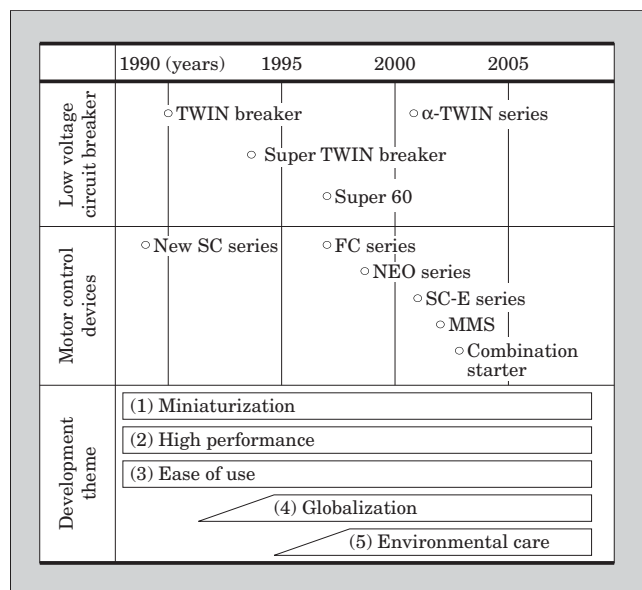 1990 (years) 1995 2000 2005
Low voltage
circuit breaker
TWIN breaker
α-TWIN series
Super TWIN breaker
Super 60
Motor control
devices
New SC series
FC series
NEO series
SC-E series
MMS
Combination
starter
Development
theme
(1) Miniaturization
(2) High performance
(3) Ease of use
(4) Globalization
(5) Environmental care